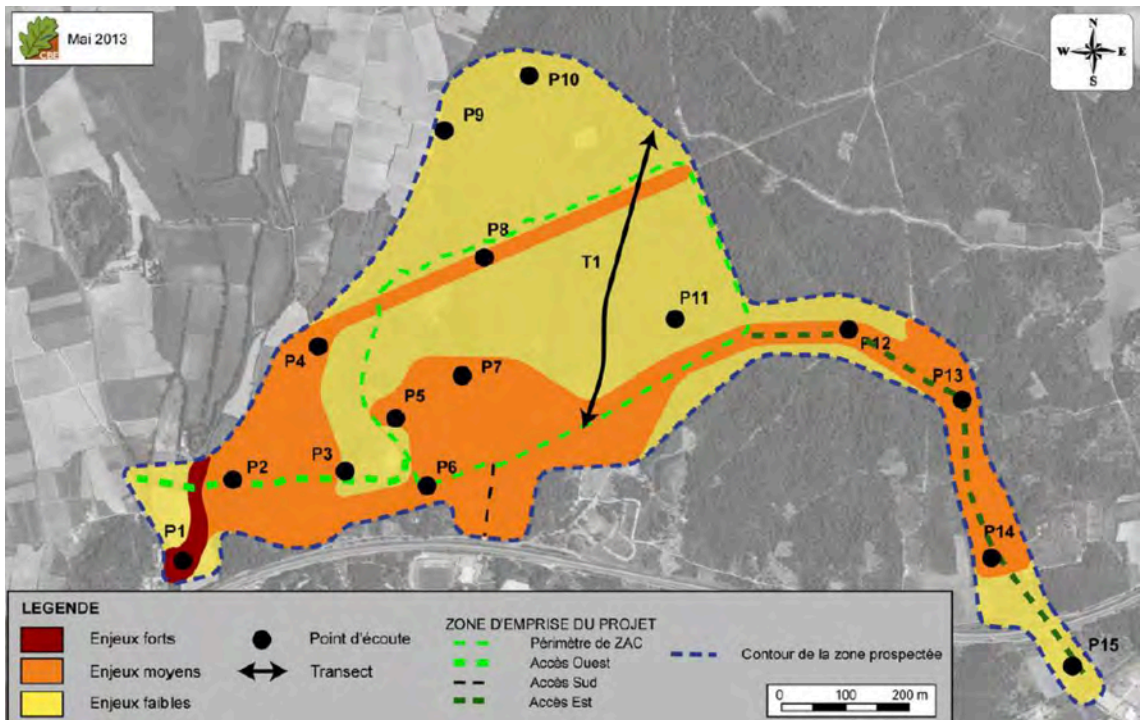 CBE
Mai 2013
N
W E
S
P10
P9
P8
T1
P11
P4
P12
P7
P13
P5
P3
P2
P6
P1
P14
P15
LEGENDE
Enjeux forts
Enjeux moyens
Enjeux faibles
Point d'écoute
Transect
ZONE D'EMPRISE DU PROJET
Périmètre de ZAC
Accès Ouest
Accès Sud
Accès Est
Contour de la zone prospectée
0 100 200 m